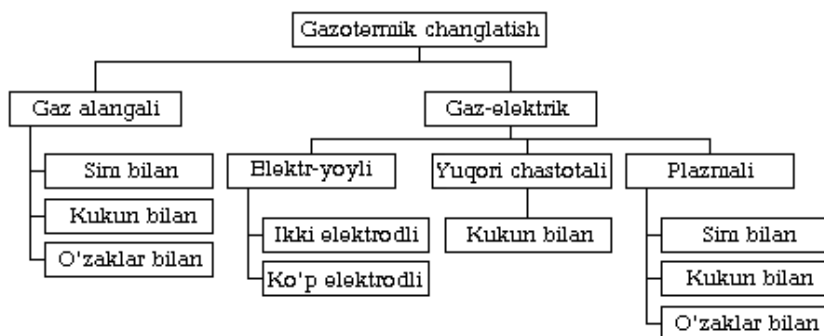 Gazotermik changlatish
Gaz alangali
Gaz-elektrik
Sim bilan
Kukun bilan
O'zaklar bilan
Elektr-yoyli
Yuqori chastotali
Plazmali
Ikki elektrodli
Ko'p elektrodli
Kukun bilan
Sim bilan
Kukun bilan
O'zaklar bilan